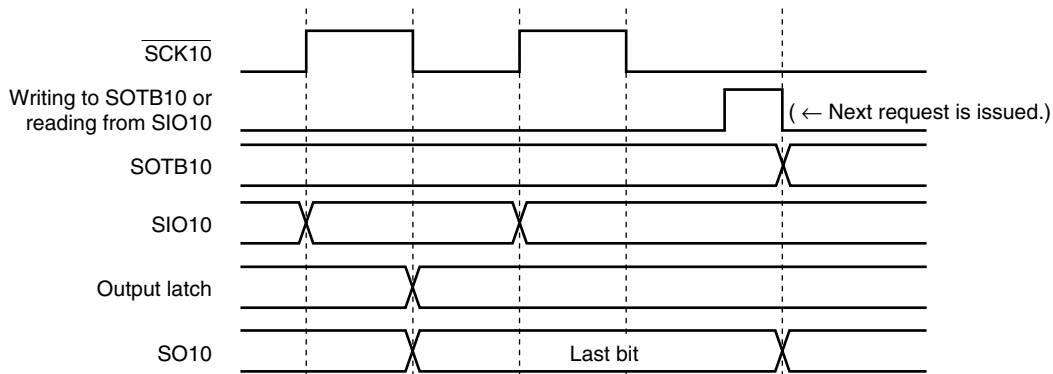 SCK10
Writing to SOTB10 or
reading from SIO10
( ← Next request is issued.)
SOTB10
SIO10
Output latch
SO10
Last bit